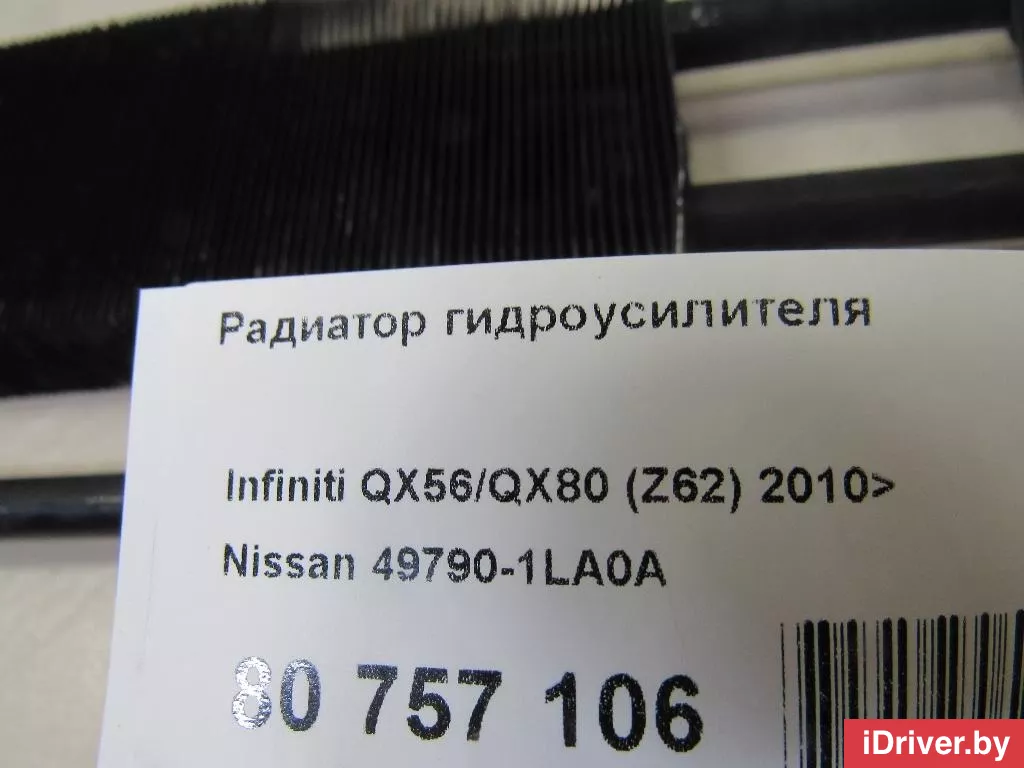 Радиатор гидроусилителя
Infiniti QX56/QX80 (Z62) 2010>
Nissan 49790-1LA0A
80 757 106
iDriver.by